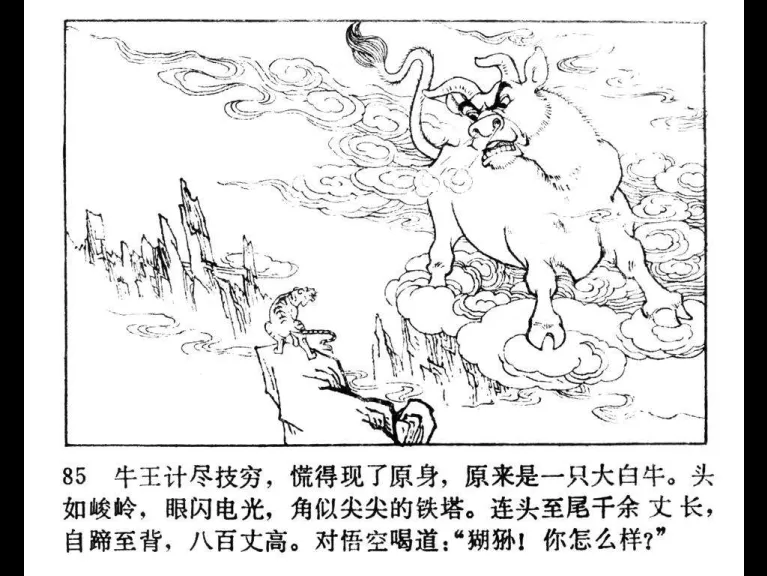 85 牛王计尽技穷，慌得现了原身，原来是一只大白牛。头
如峻岭，眼闪电光，角似尖尖的铁塔。连头至尾千余丈长，
自蹄至背，八百丈高。对悟空喝道：“猢狲！你怎么样？”